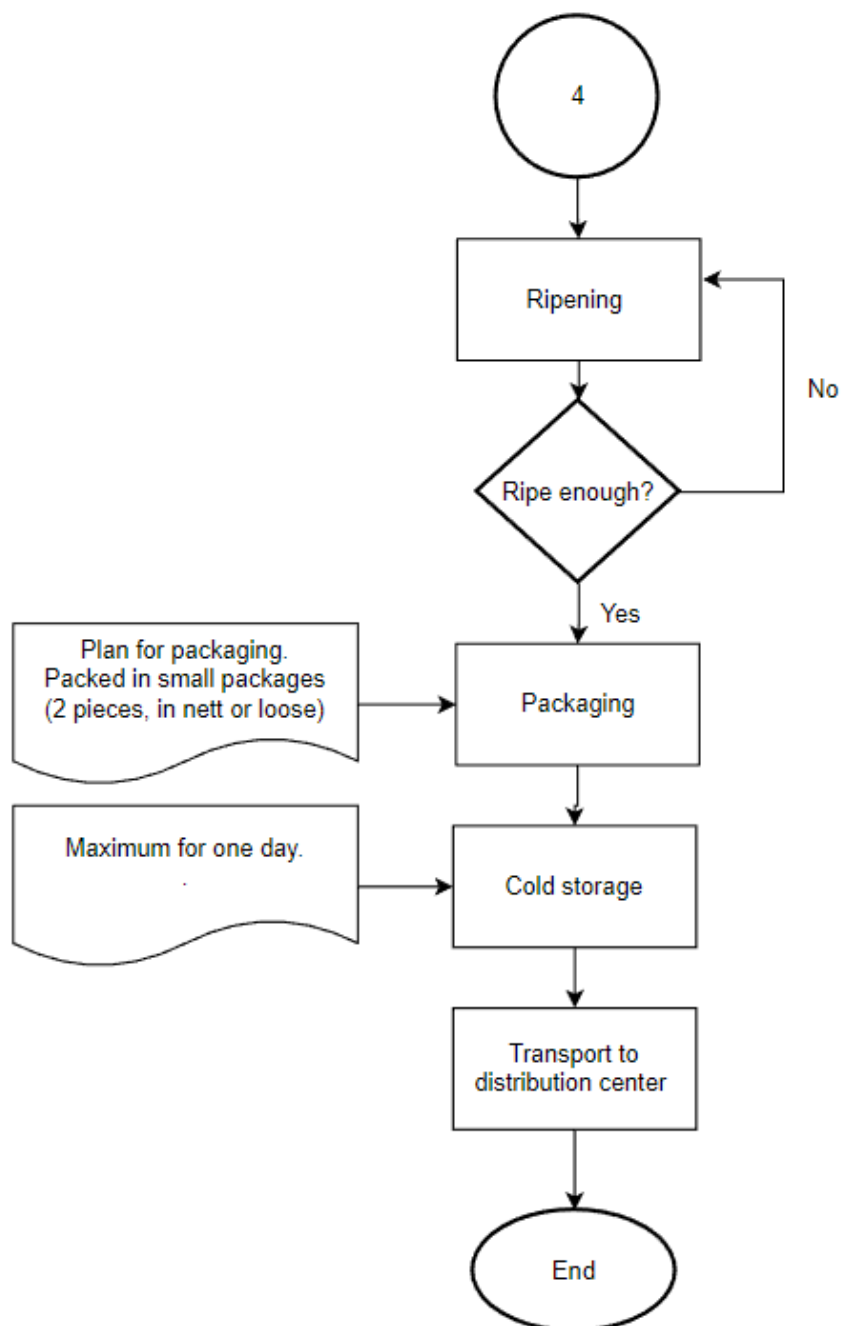 4
Ripening
No
Ripe enough?
Yes
Plan for packaging.
Packed in small packages
(2 pieces, in nett or loose)
Packaging
Maximum for one day.
.
Cold storage
Transport to
distribution center
End